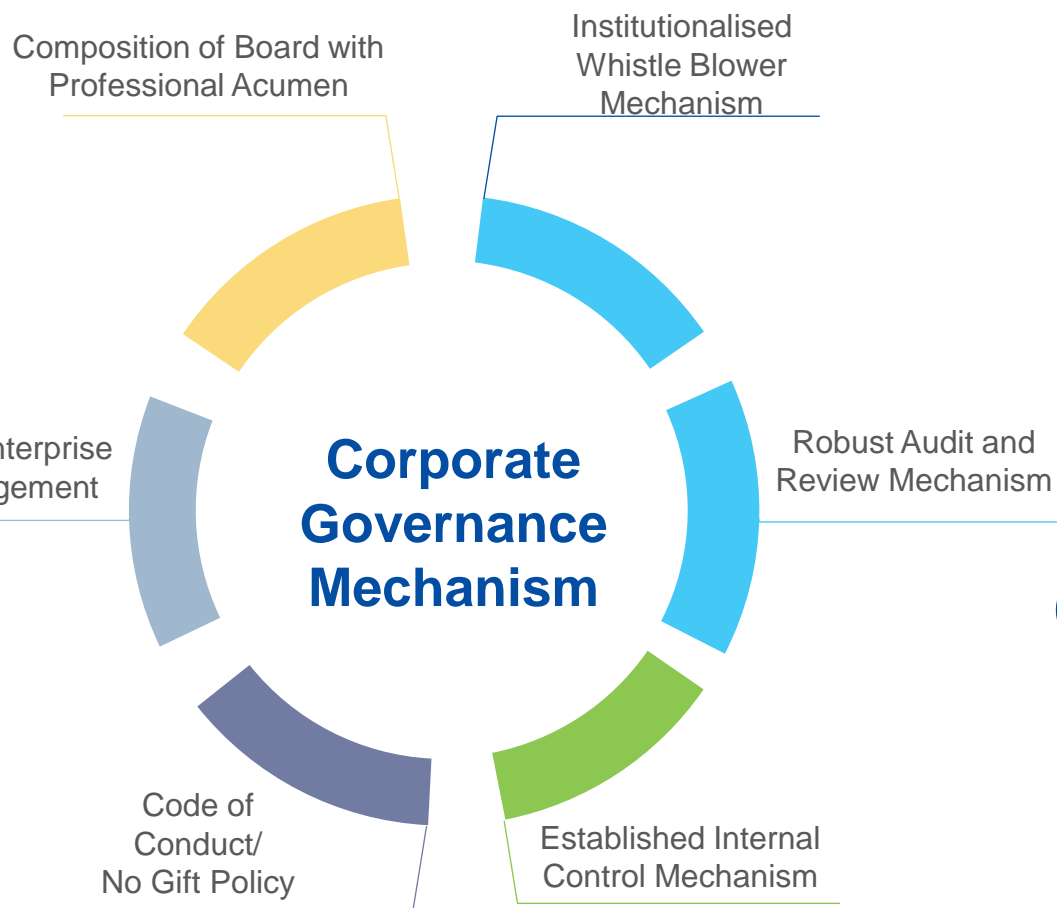 Composition of Board with
Professional Acumen
Institutionalised
Whistle Blower
Mechanism
Corporate
Governance
Mechanism
Robust Audit and
Review Mechanism
Code of
Conduct/
No Gift Policy
Established Internal
Control Mechanism